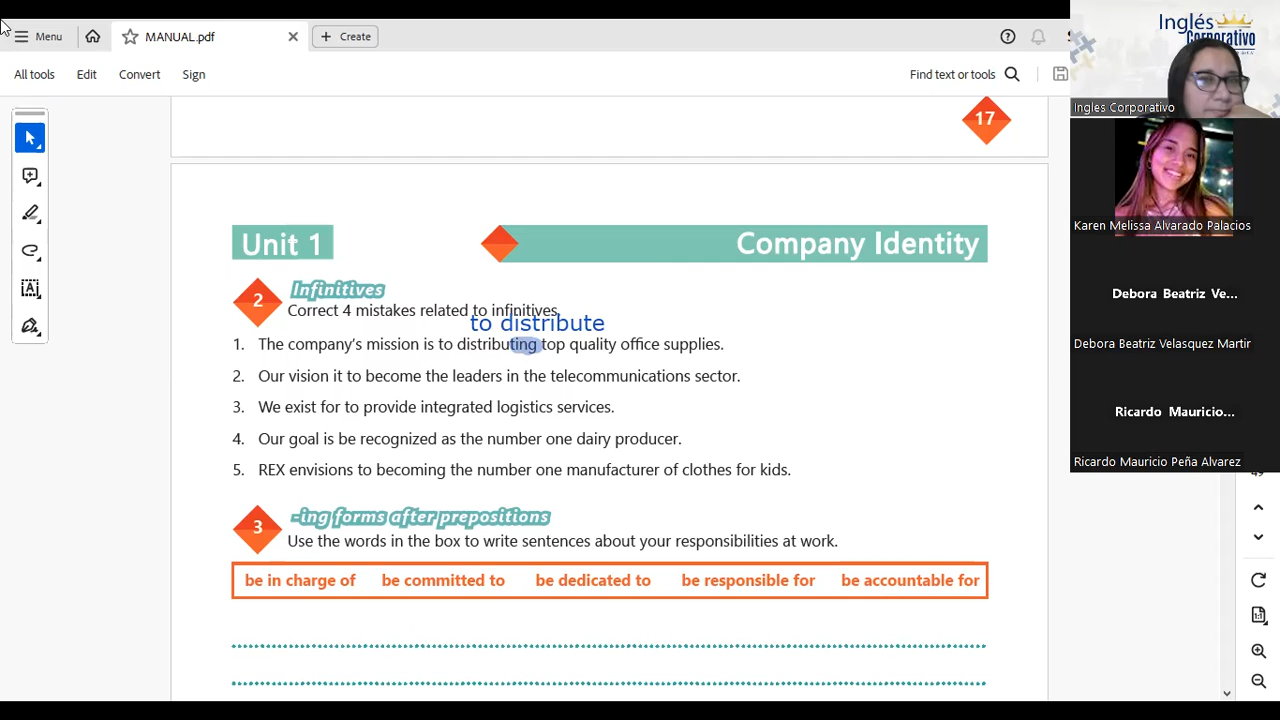 Menu
MANUAL.pdf
Create
All tools
Edit
Convert
Sign
Find text or tools
17
Unit 1
Company Identity
2
Infinitives
Correct 4 mistakes related to infinitives.
to distribute
1. The company's mission is to distributing top quality office supplies.
2. Our vision it to become the leaders in the telecommunications sector.
3. We exist for to provide integrated logistics services.
4. Our goal is be recognized as the number one dairy producer.
5. REX envisions to becoming the number one manufacturer of clothes for kids.
3
-ing forms after prepositions
Use the words in the box to write sentences about your responsibilities at work.
be in charge of be committed to be dedicated to be responsible for be accountable for
Inglés
Corporativo
Ingles Corporativo
Karen Melissa Alvarado Palacios
Debora Beatriz Ve...
Debora Beatriz Velasquez Martir
Ricardo Mauricio...
Ricardo Mauricio Peña Alvarez
1:1